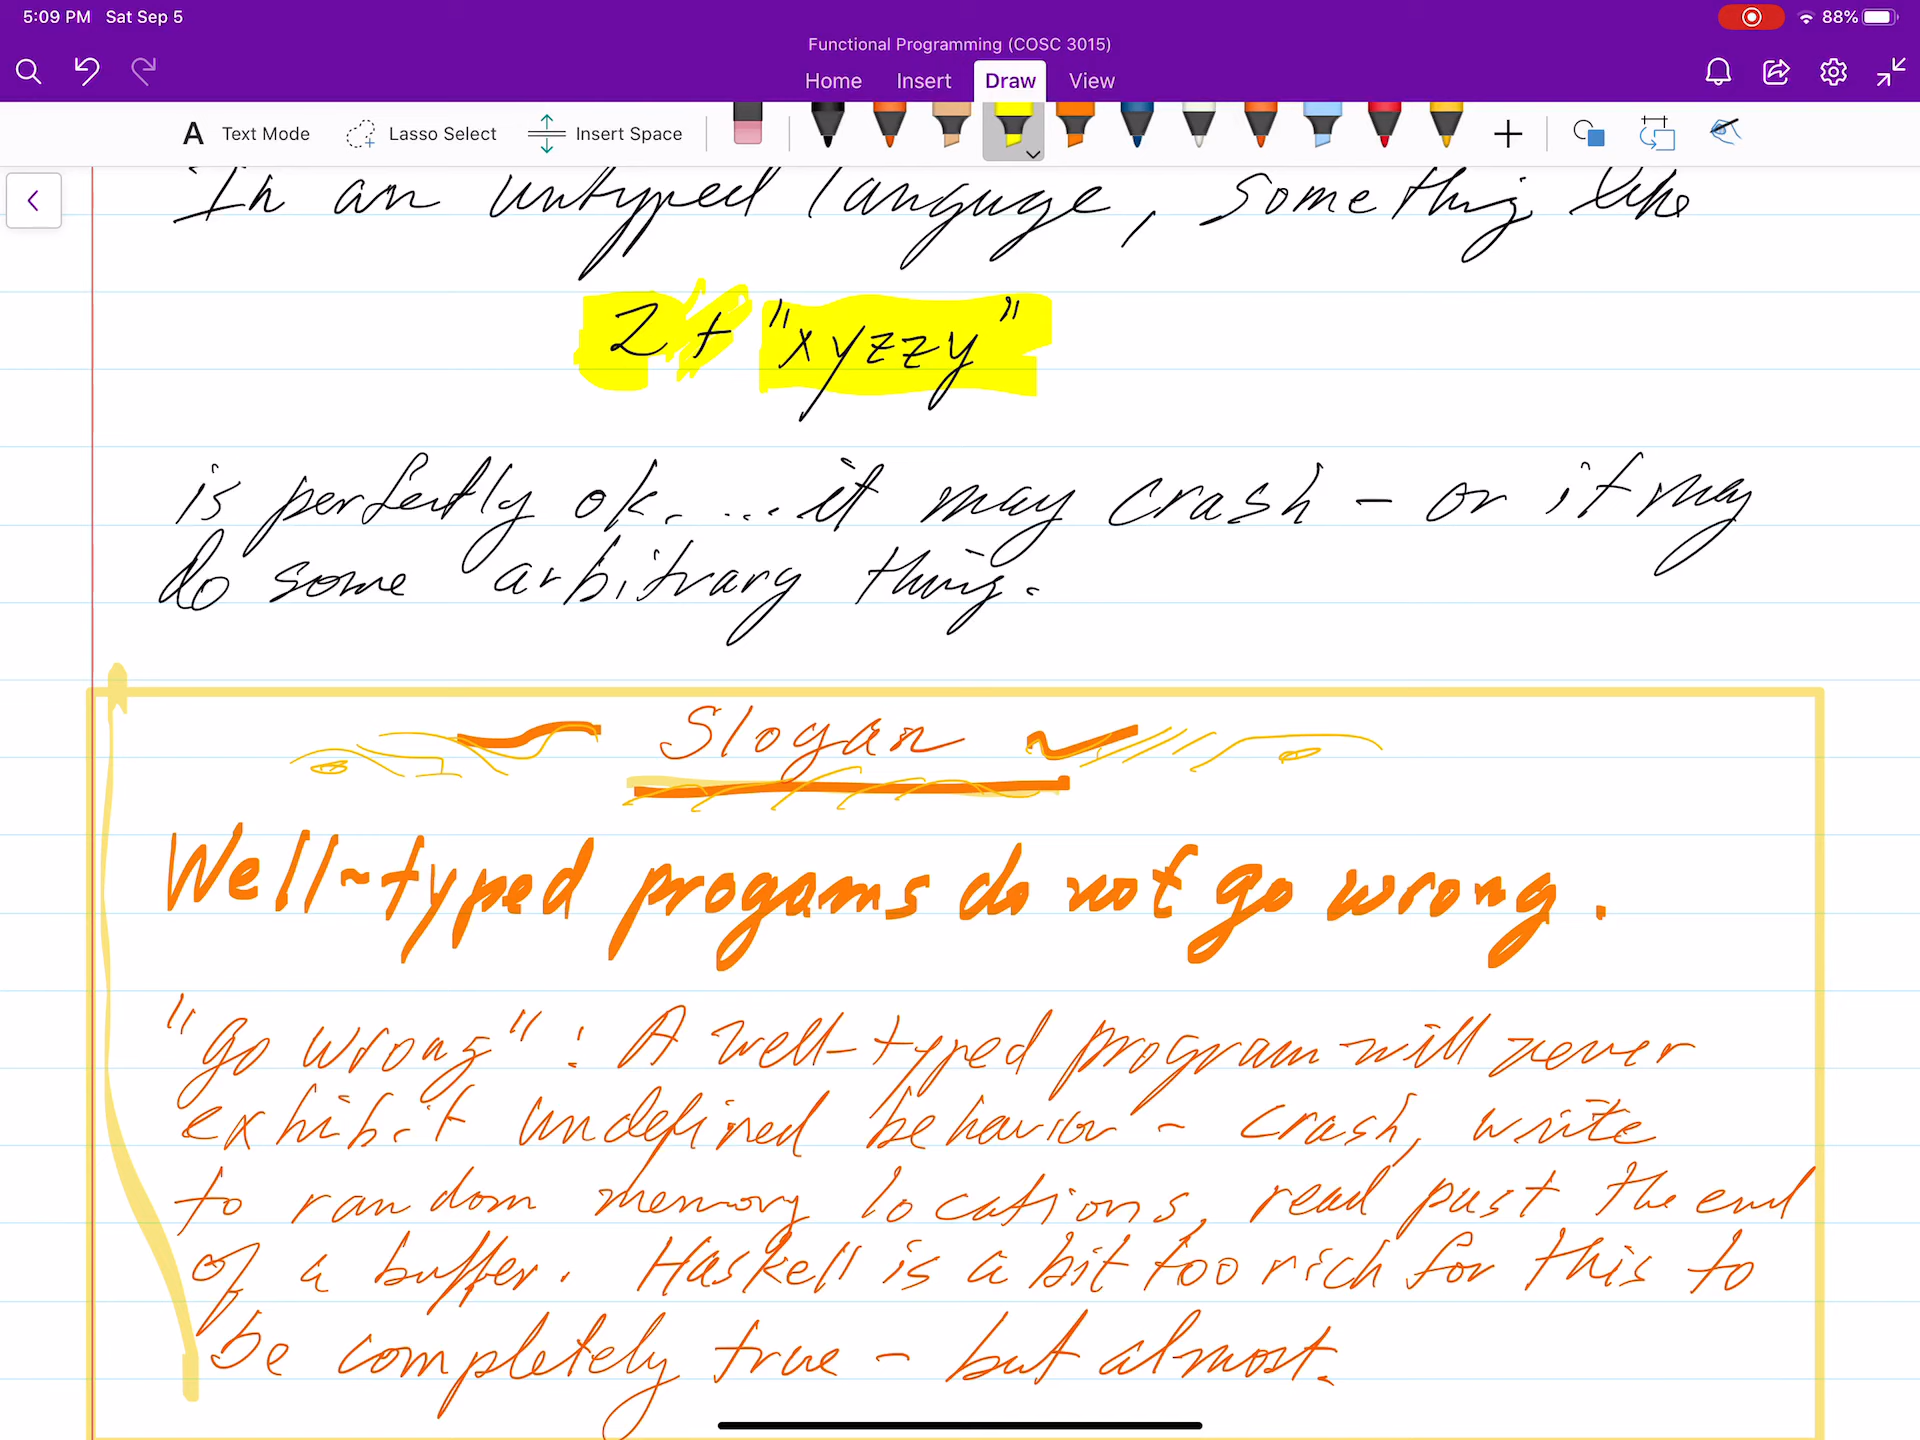 5:09 PM Sat Sep 5
88%
Functional Programming (COSC 3015)
Home Insert Draw View
A Text Mode Lasso Select Insert Space
In an untyped languge, something like
2 + "xyzzy"
is perfectly ok. ... it may crash - or it may
do some arbitrary thing.
Slogan
Well-typed progams do not go wrong.
"go wrong": A well-typed program will never
exhibit undefined behavior - crash, write
to random memory locations, read past the end
of a buffer. Haskell is a bit too rich for this to
be completely true - but almost.